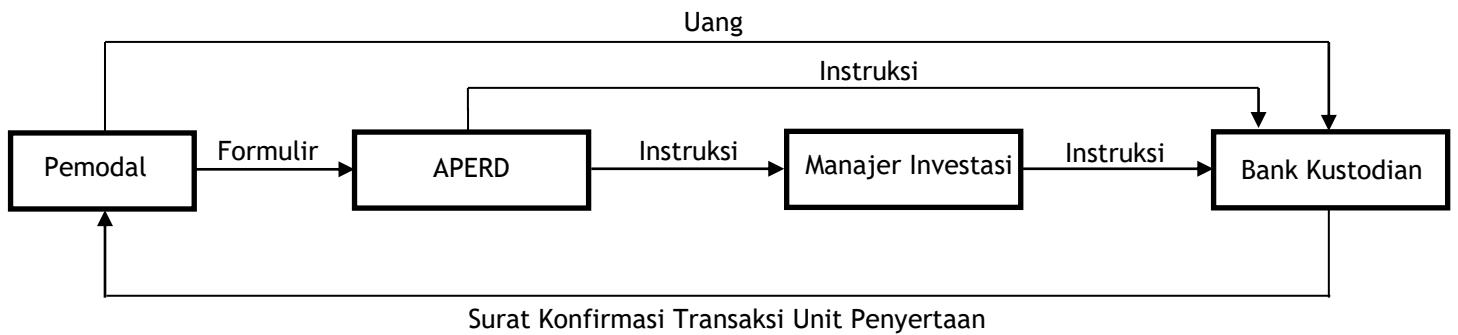 Uang
Instruksi
Pemodal
Formulir
APERD
Instruksi
Manajer Investasi
Instruksi
Bank Kustodian
Surat Konfirmasi Transaksi Unit Penyertaan